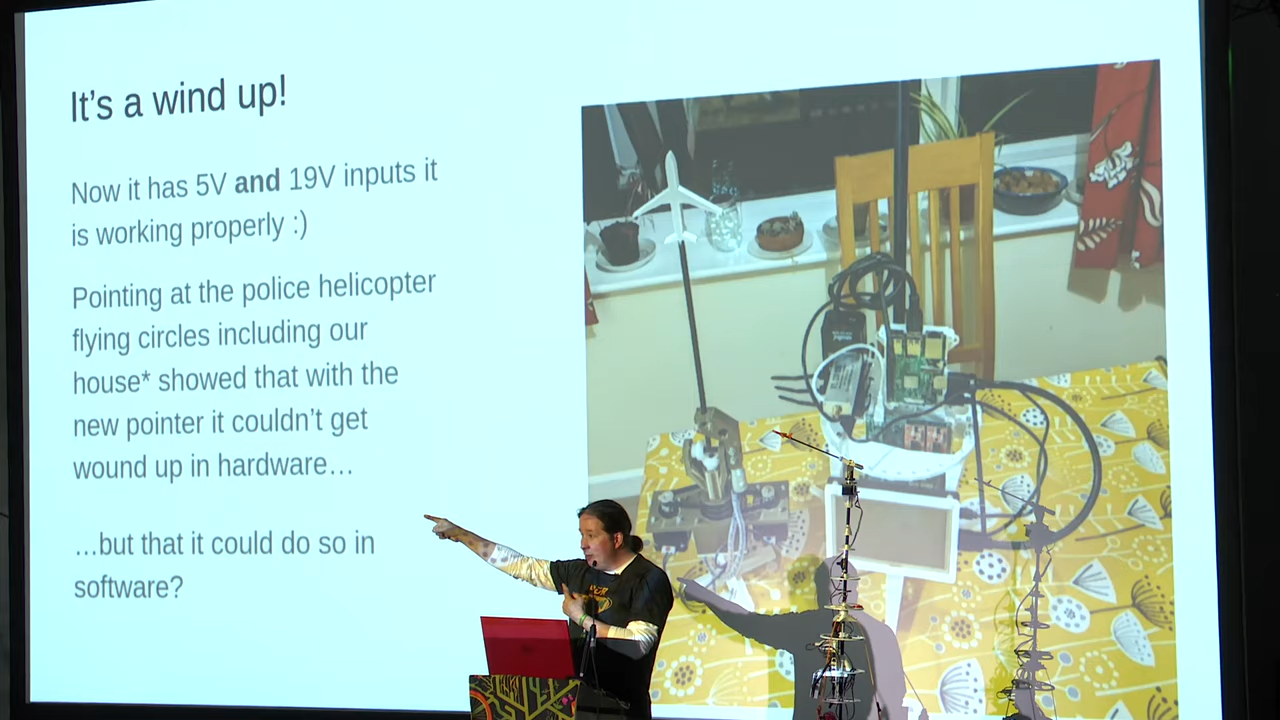 It's a wind up!
Now it has 5V and 19V inputs it
is working properly :)
Pointing at the police helicopter
flying circles including our
house* showed that with the
new pointer it couldn't get
wound up in hardware…
…but that it could do so in
software?